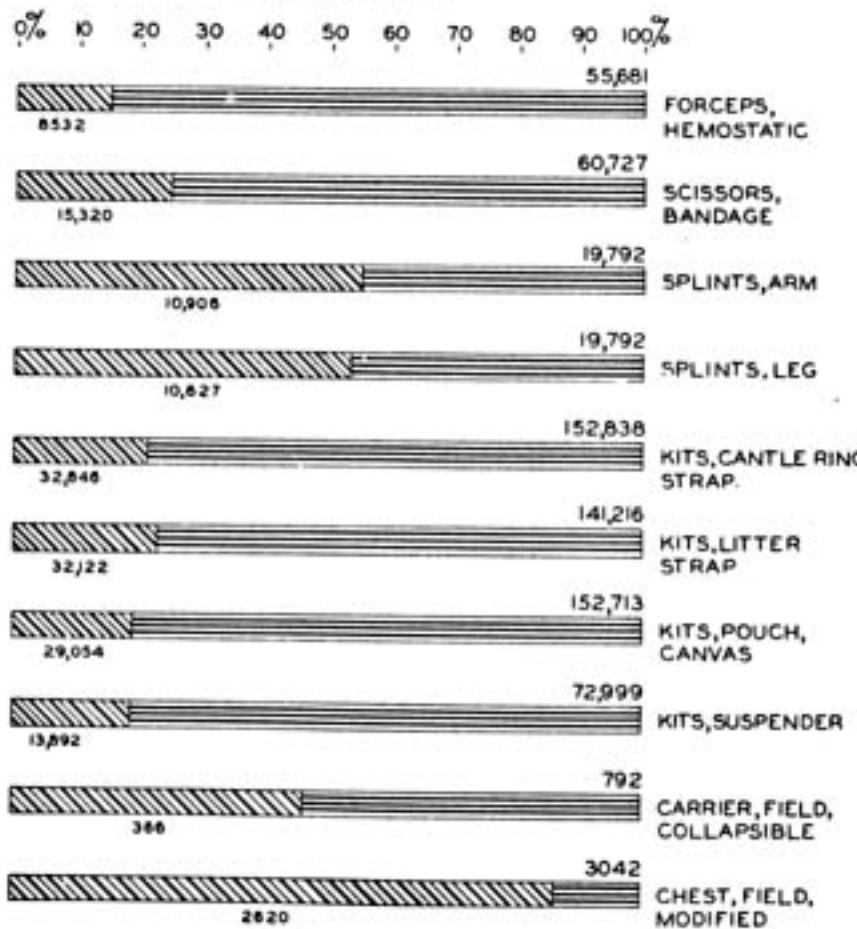 0% 10 20 30 40 50 60 70 80 90 100%
55,681
FORCEPS,
HEMOSTATIC
8532
60,727
SCISSORS,
BANDAGE
15,320
19,792
SPLINTS, ARM
10,906
19,792
SPLINTS, LEG
10,627
152,838
KITS, CANTLE RING
STRAP.
32,846
141,216
KITS, LITTER
STRAP
32,122
152,713
KITS, POUCH,
CANVAS
29,054
72,999
KITS, SUSPENDER
13,892
792
CARRIER, FIELD,
COLLAPSIBLE
366
3042
CHEST, FIELD,
MODIFIED
2620